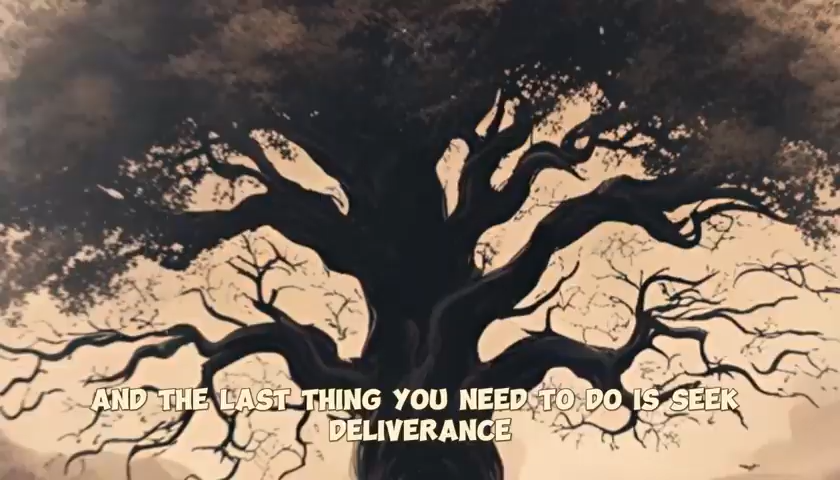 AND THE LAST THING YOU NEED TO DO IS SEEK
DELIVERANCE